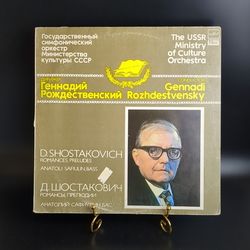 Государственный
симфонический
оркестр
Министерства
культуры СССР
The USSR
Ministry
of Culture
Orchestra
Геннадий
Рождественский
Gennadi
Rozhdestvensky
D. SHOSTAKOVICH
ROMANCES, PRELUDES
ANATOLI SAFIULIN, BASS
Д. ШОСТАКОВИЧ
РОМАНСЫ, ПРЕЛЮДИИ
АНАТОЛИЙ САФИУЛИН, БАС